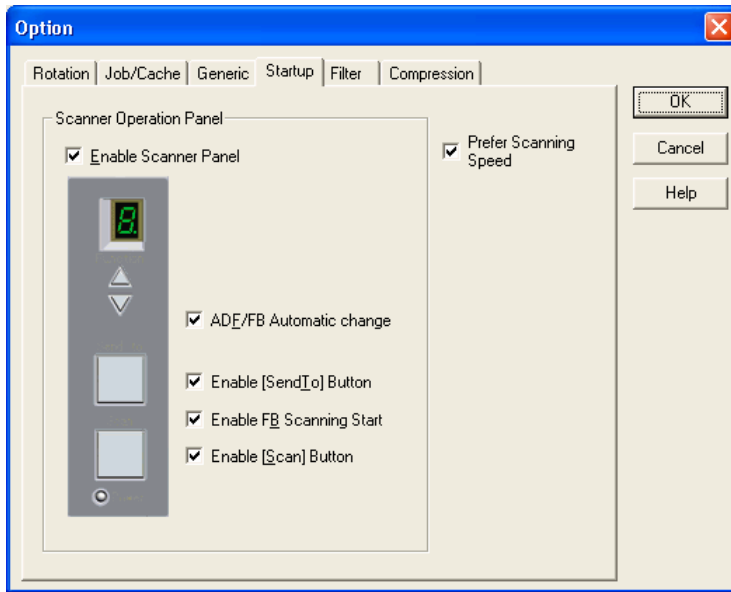 Option
Rotation Job/Cache Generic Startup Filter Compression
Scanner Operation Panel
Enable Scanner Panel
8.
ADF/FB Automatic change
Enable [SendTo] Button
Enable FB Scanning Start
Enable [Scan] Button
Prefer Scanning
Speed
OK
Cancel
Help